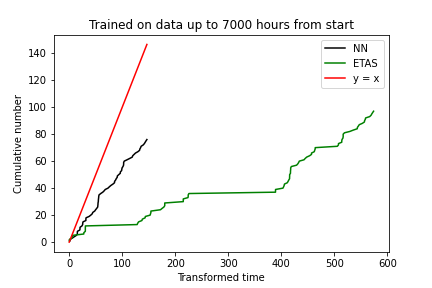 Trained on data up to 7000 hours from start
NN
ETAS
y = x
Cumulative number
140
120
100
80
60
40
20
0
0
100
200
300
400
500
600
Transformed time